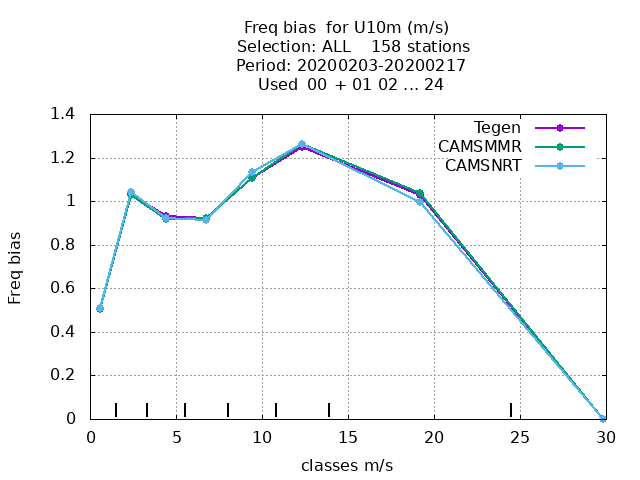 Freq bias  for U10m (m/s)
Selection: ALL    158 stations
Period: 20200203-20200217
Used  00  + 01 02 ... 24
1.4
1.2
1
0.8
0.6
0.4
0.2
0
Freq bias
Tegen
CAMSMMR
CAMSNRT
0 5 10 15 20 25 30
classes m/s